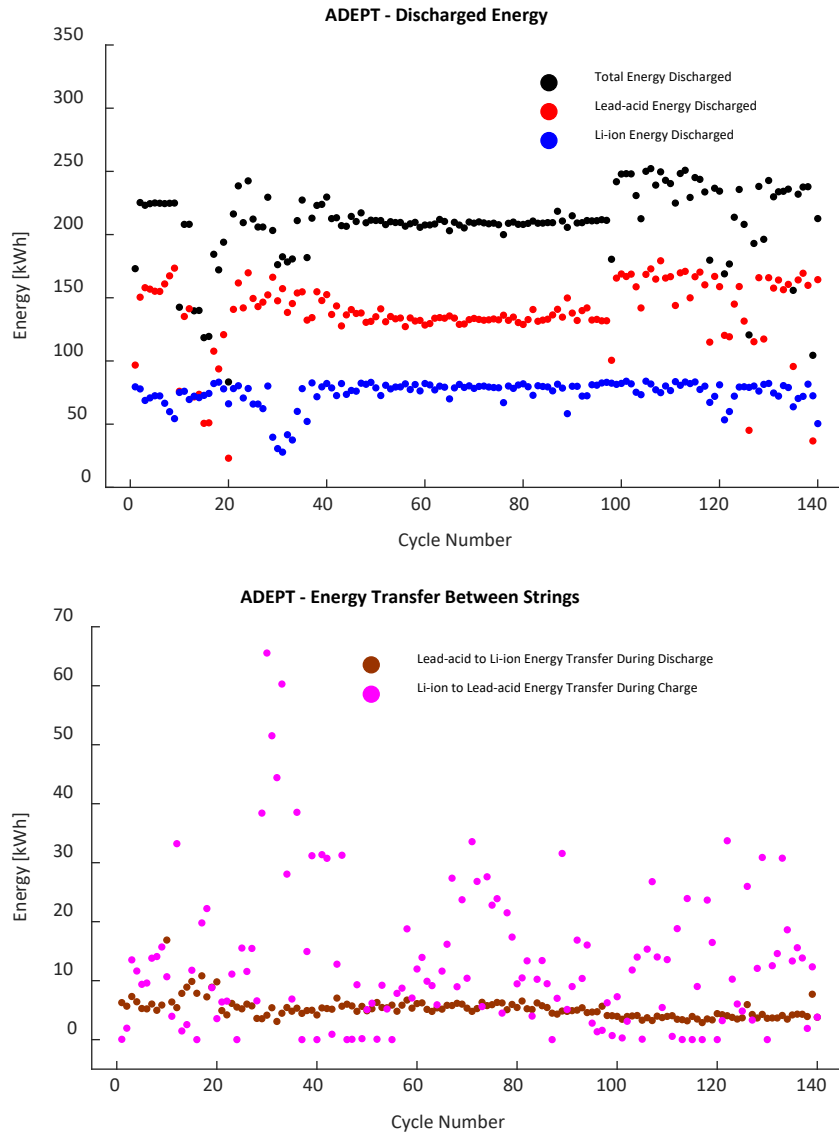 ADEPT - Discharged Energy
350
300
250
200
150
100
50
0
Energy [kWh]
Total Energy Discharged
Lead-acid Energy Discharged
Li-ion Energy Discharged
0 20 40 60 80 100 120 140
Cycle Number
ADEPT - Energy Transfer Between Strings
70
60
50
40
30
20
10
0
Energy [kWh]
Lead-acid to Li-ion Energy Transfer During Discharge
Li-ion to Lead-acid Energy Transfer During Charge
0 20 40 60 80 100 120 140
Cycle Number